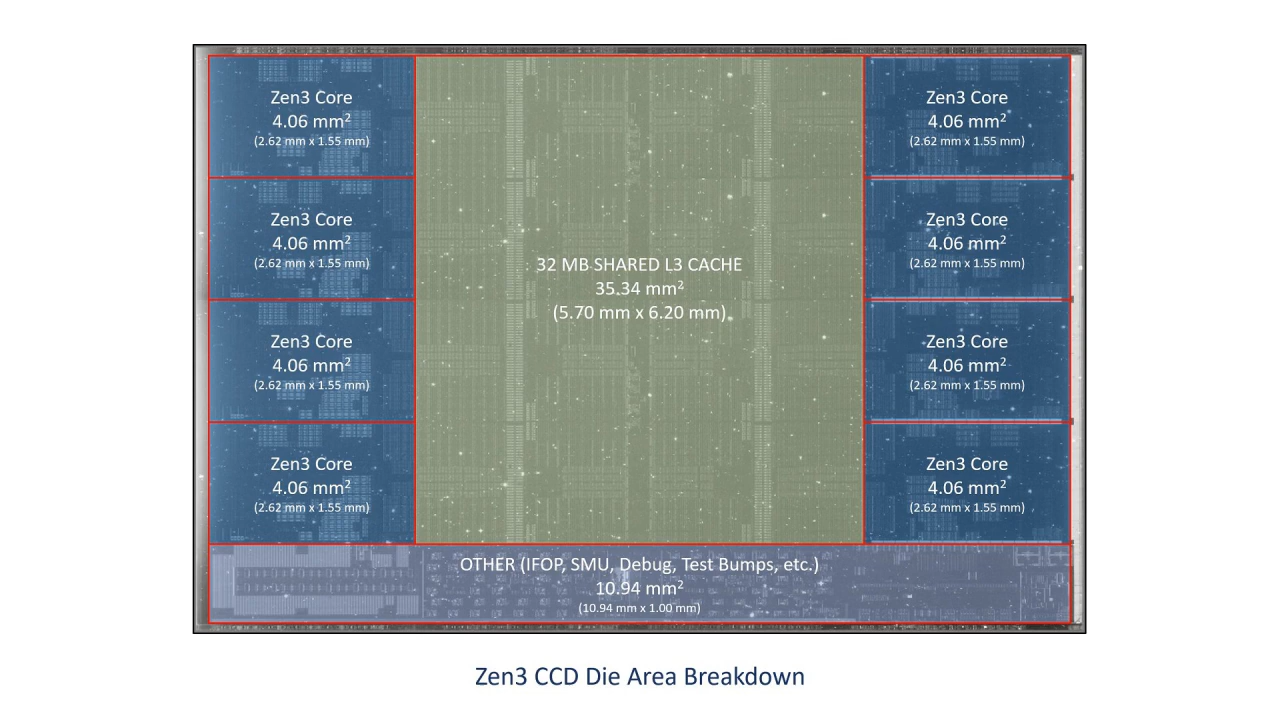 Zen3 Core
4.06 mm²
(2.62 mm x 1.55 mm)
Zen3 Core
4.06 mm²
(2.62 mm x 1.55 mm)
Zen3 Core
4.06 mm²
(2.62 mm x 1.55 mm)
Zen3 Core
4.06 mm²
(2.62 mm x 1.55 mm)
32 MB SHARED L3 CACHE
35.34 mm²
(5.70 mm x 6.20 mm)
Zen3 Core
4.06 mm²
(2.62 mm x 1.55 mm)
Zen3 Core
4.06 mm²
(2.62 mm x 1.55 mm)
Zen3 Core
4.06 mm²
(2.62 mm x 1.55 mm)
Zen3 Core
4.06 mm²
(2.62 mm x 1.55 mm)
OTHER (IFOP, SMU, Debug, Test Bumps, etc.)
10.94 mm²
(10.94 mm x 1.00 mm)
Zen3 CCD Die Area Breakdown